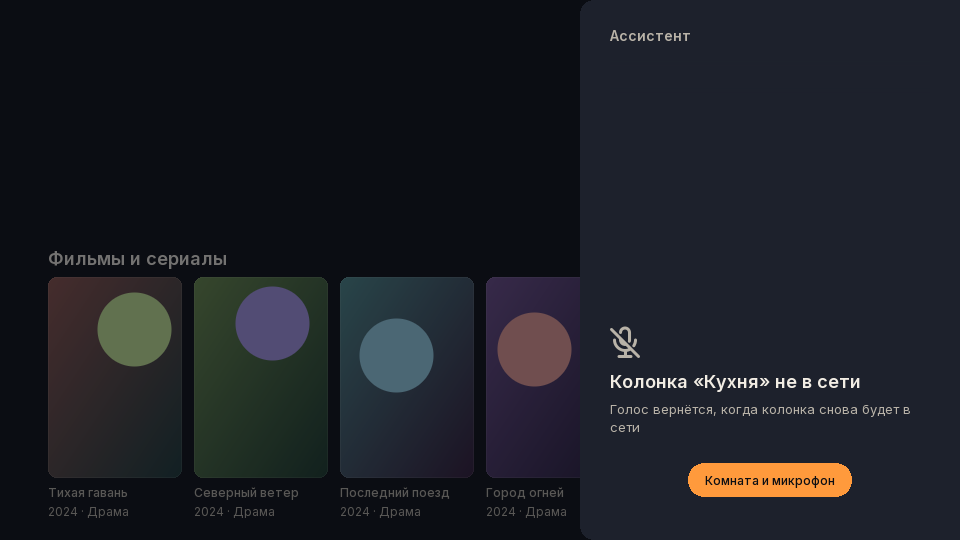 Ассистент
Фильмы и сериалы
Тихая гавань
2024 · Драма
Северный ветер
2024 · Драма
Последний поезд
2024 · Драма
Город огней
2024 · Драма
Колонка «Кухня» не в сети
Голос вернётся, когда колонка снова будет в
сети
Комната и микрофон